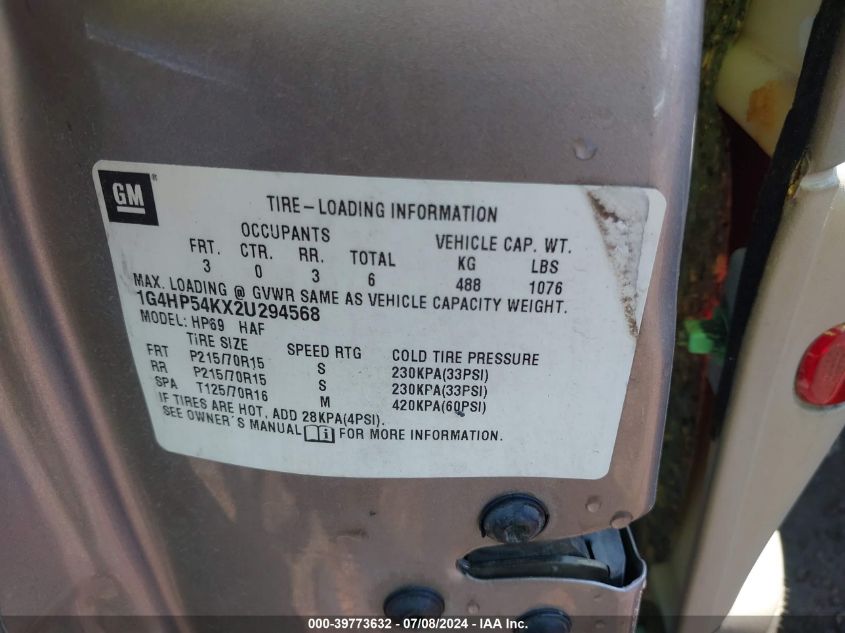 GM®
TIRE-LOADING INFORMATION
OCCUPANTS VEHICLE CAP. WT.
FRT. CTR. RR. TOTAL KG LBS
3 0 3 6 488 1076
MAX. LOADING @ GVWR SAME AS VEHICLE CAPACITY WEIGHT.
1G4HP54KX2U294568
MODEL: HP69 HAF
TIRE SIZE SPEED RTG COLD TIRE PRESSURE
FRT P215/70R15 S 230KPA(33PSI)
RR P215/70R15 S 230KPA(33PSI)
SPA T125/70R16 M 420KPA(60PSI)
IF TIRES ARE HOT, ADD 28KPA(4PSI).
SEE OWNER'S MANUAL i FOR MORE INFORMATION.
000-39773632 - 07/08/2024 - IAA Inc.